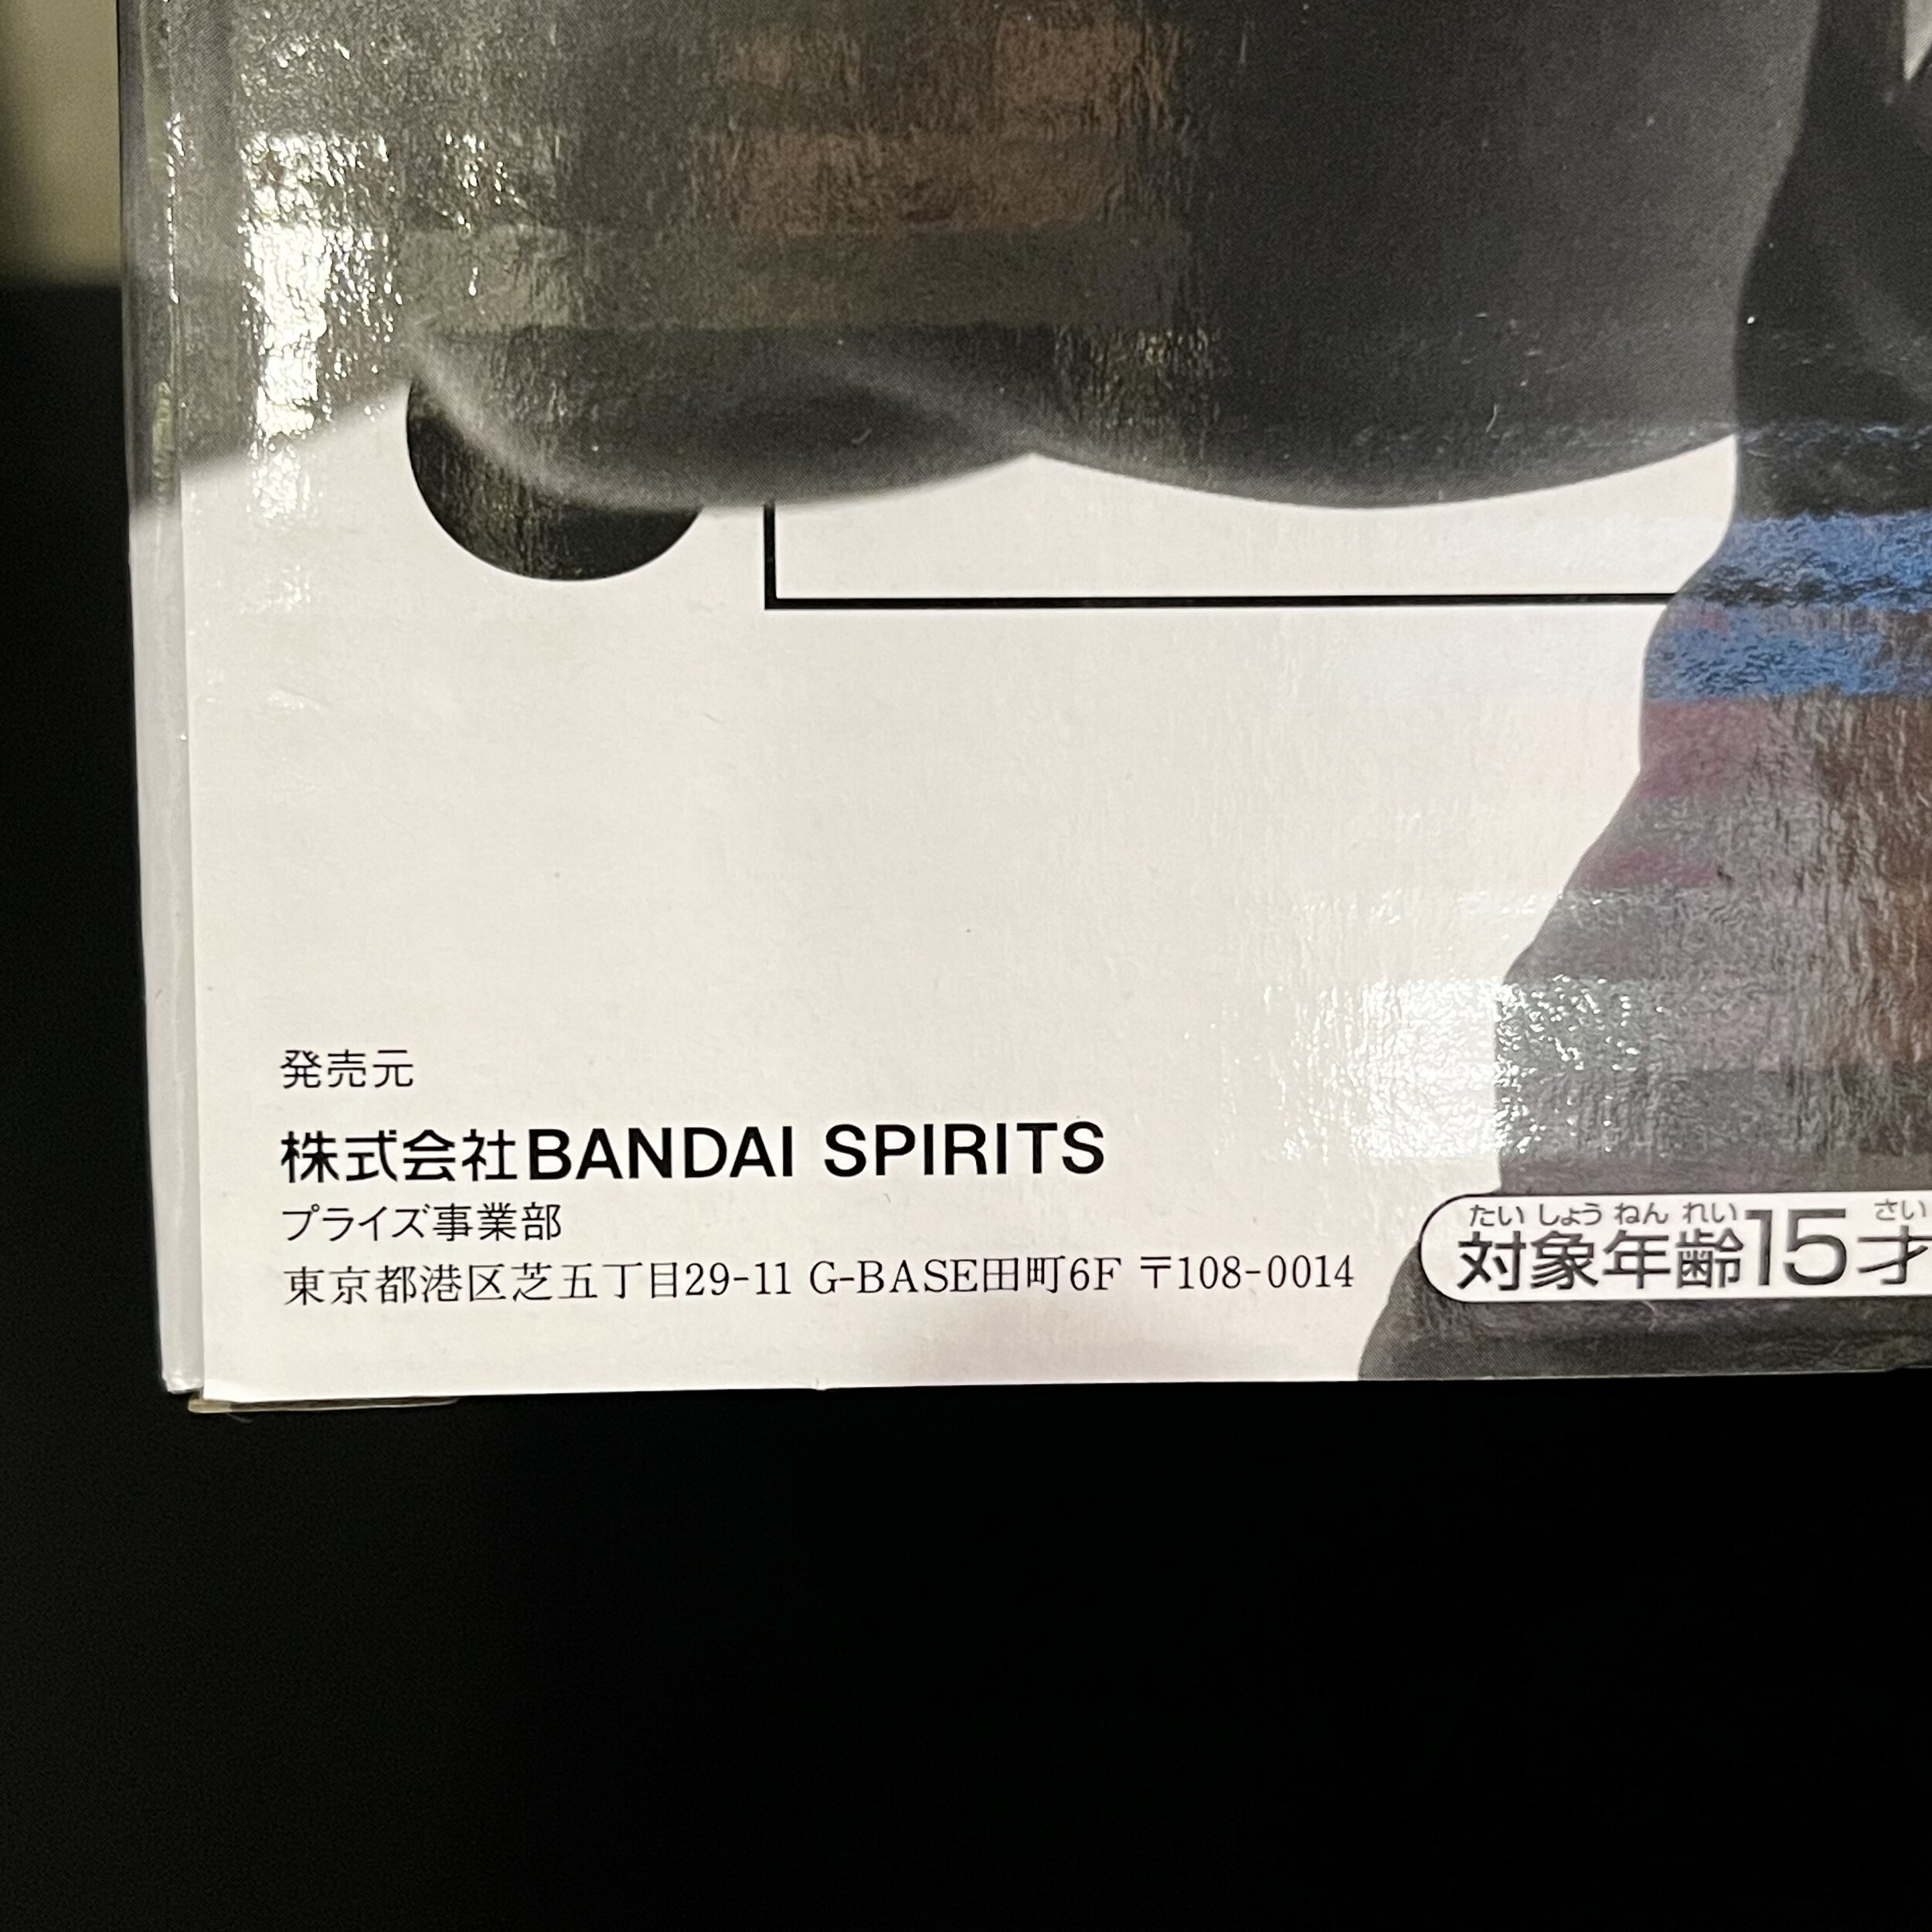 発売元
株式会社BANDAI SPIRITS
プライズ事業部
東京都港区芝五丁目29-11 G-BASE田町6F 〒108-0014
たいしょうねんれい さい
対象年齢15才